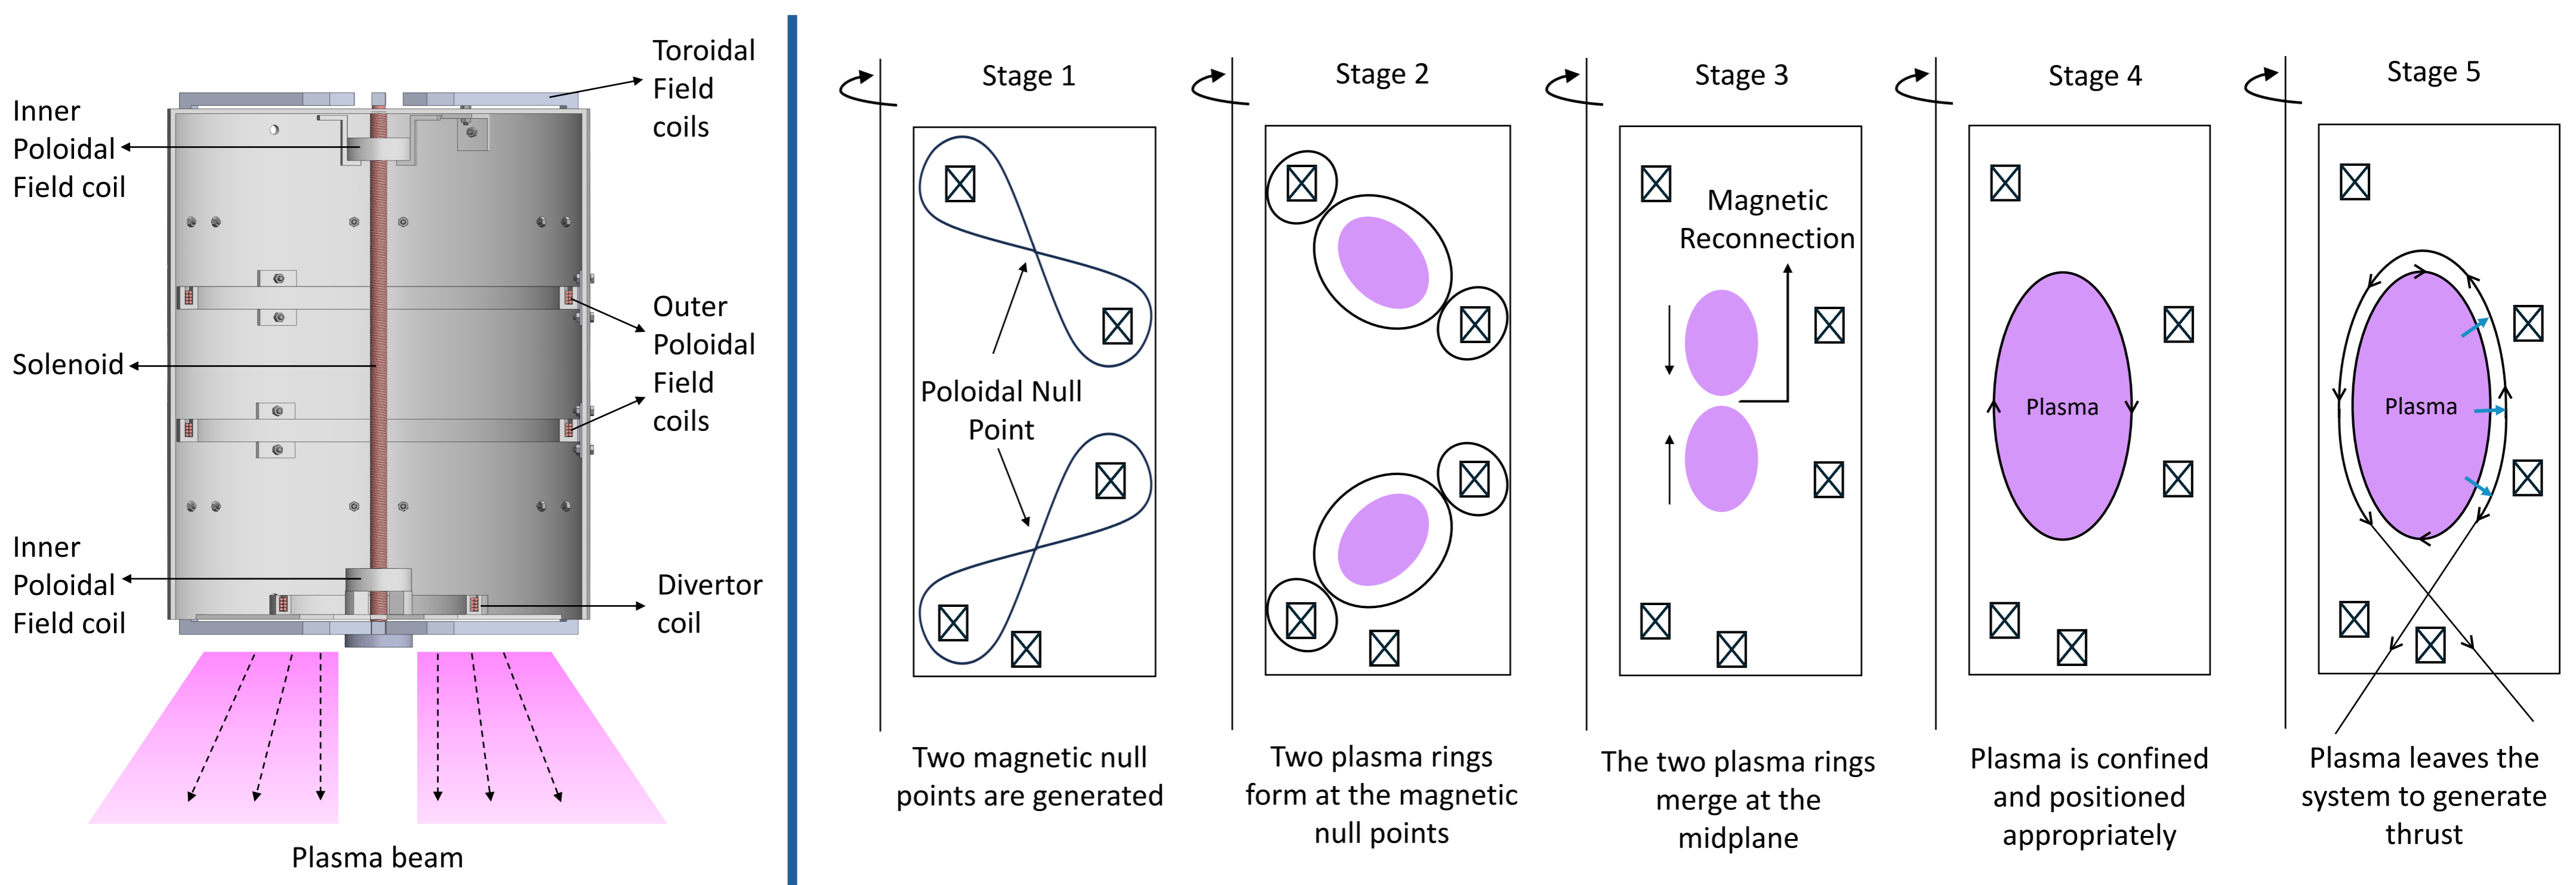 Toroidal
Field
coils
Inner
Poloidal
Field coil
Outer
Poloidal
Field
coils
Solenoid
Inner
Poloidal
Field coil
Divertor
coil
Plasma beam
Stage 1
Poloidal Null
Point
Two magnetic null
points are generated
Stage 2
Two plasma rings
form at the magnetic
null points
Stage 3
Magnetic
Reconnection
The two plasma rings
merge at the
midplane
Stage 4
Plasma
Plasma is confined
and positioned
appropriately
Stage 5
Plasma
Plasma leaves the
system to generate
thrust